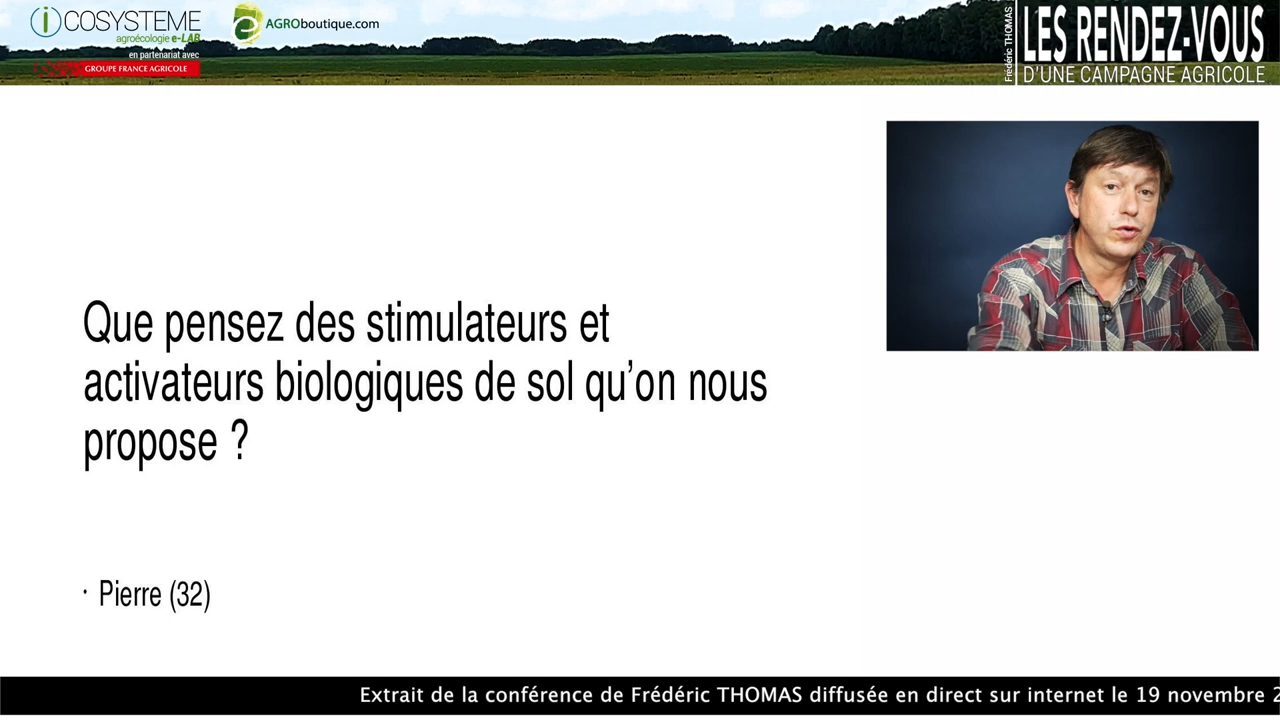 iCOSYSTEME
agroécologie e-LAB
en partenariat avec
GROUPE FRANCE AGRICOLE
e AGROboutique.com
Frédéric THOMAS
LES RENDEZ-VOUS
D'UNE CAMPAGNE AGRICOLE
Que pensez des stimulateurs et
activateurs biologiques de sol qu’on nous
propose ?
· Pierre (32)
Extrait de la conférence de Frédéric THOMAS diffusée en direct sur internet le 19 novembre 2